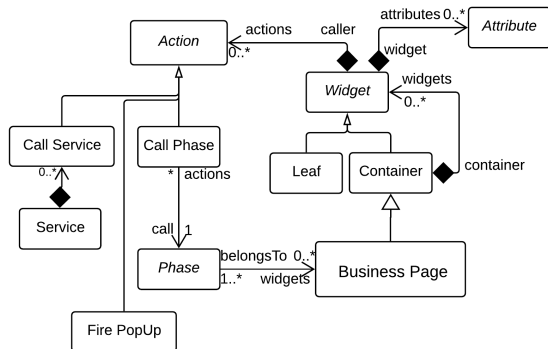 attributes 0..*
Attribute
actions
caller
Action
0..*
widget
Widget
widgets
0..*
Call Service
Call Phase
Leaf
Container
container
0..*
* actions
Service
call 1
Phase
belongsTo 0..*
1..* widgets
Business Page
Fire PopUp